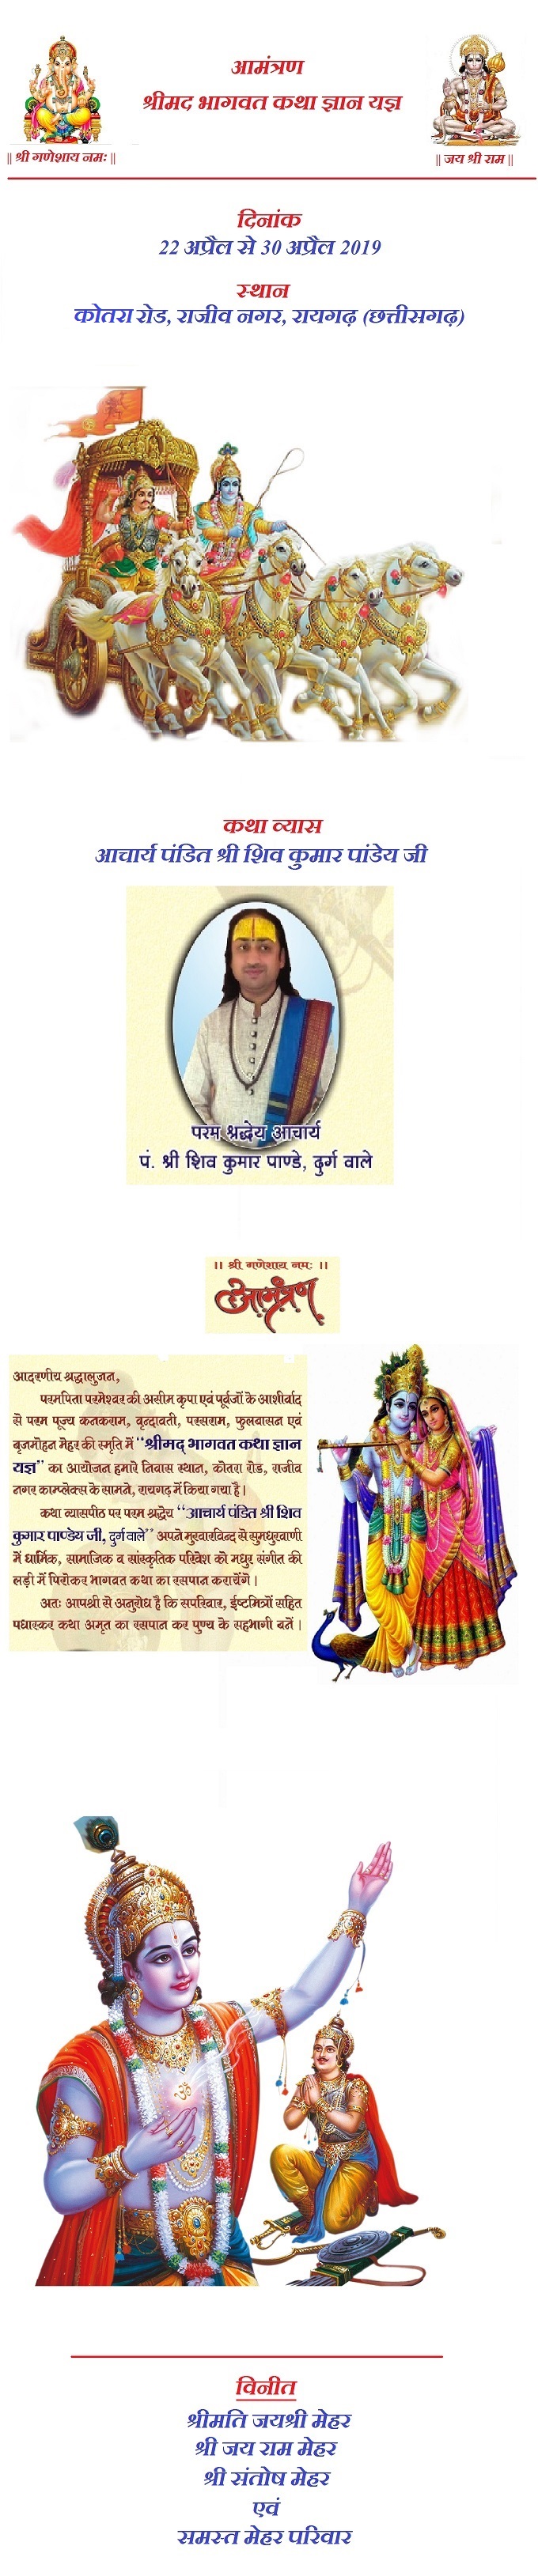 आमंत्रण
श्रीमद भागवत कथा ज्ञान यज्ञ
|| श्री गणेशाय नमः ||
|| जय श्री राम ||
दिनांक
22 अप्रैल से 30 अप्रैल 2019
स्थान
कोतरा रोड, राजीव नगर, रायगढ़ (छत्तीसगढ़)
कथा व्यास
आचार्य पंडित श्री शिव कुमार पांडेय जी
परम श्रद्धेय आचार्य
पं. श्री शिव कुमार पाण्डे, दुर्ग वाले
।। श्री गणेशाय नमः ।।
आमंत्रण
आदरणीय श्रद्धालुजन,
परमपिता परमेश्वर की असीम कृपा एवं पूर्वजों के आशीर्वाद
से परम पूज्य कनकराम, वृन्दावती, परसराम, फुलबासन एवं
बृजमोहन मेहर की स्मृति में "श्रीमद् भागवत कथा ज्ञान
यज्ञ" का आयोजन हमारे निवास स्थान, कोतरा रोड, राजीव
नगर काम्प्लेक्स के सामने, रायगढ़ में किया गया है।
कथा व्यासपीठ पर परम श्रद्धेय "आचार्य पंडित श्री शिव
कुमार पाण्डेय जी, दुर्ग वाले" अपने मुखारबिन्द से सुमधुरवाणी
में धार्मिक, सामाजिक व सांस्कृतिक परिवेश को मधुर संगीत की
लड़ी में पिरोकर भागवत कथा का रसपान करायेंगे।
अतः आपश्री से अनुरोध है कि सपरिवार, ईष्टमित्रों सहित
पधारकर कथा अमृत का रसपान कर पुण्य के सहभागी बनें।
ॐ
विनीत
श्रीमति जयश्री मेहर
श्री जय राम मेहर
श्री संतोष मेहर
एवं
समस्त मेहर परिवार